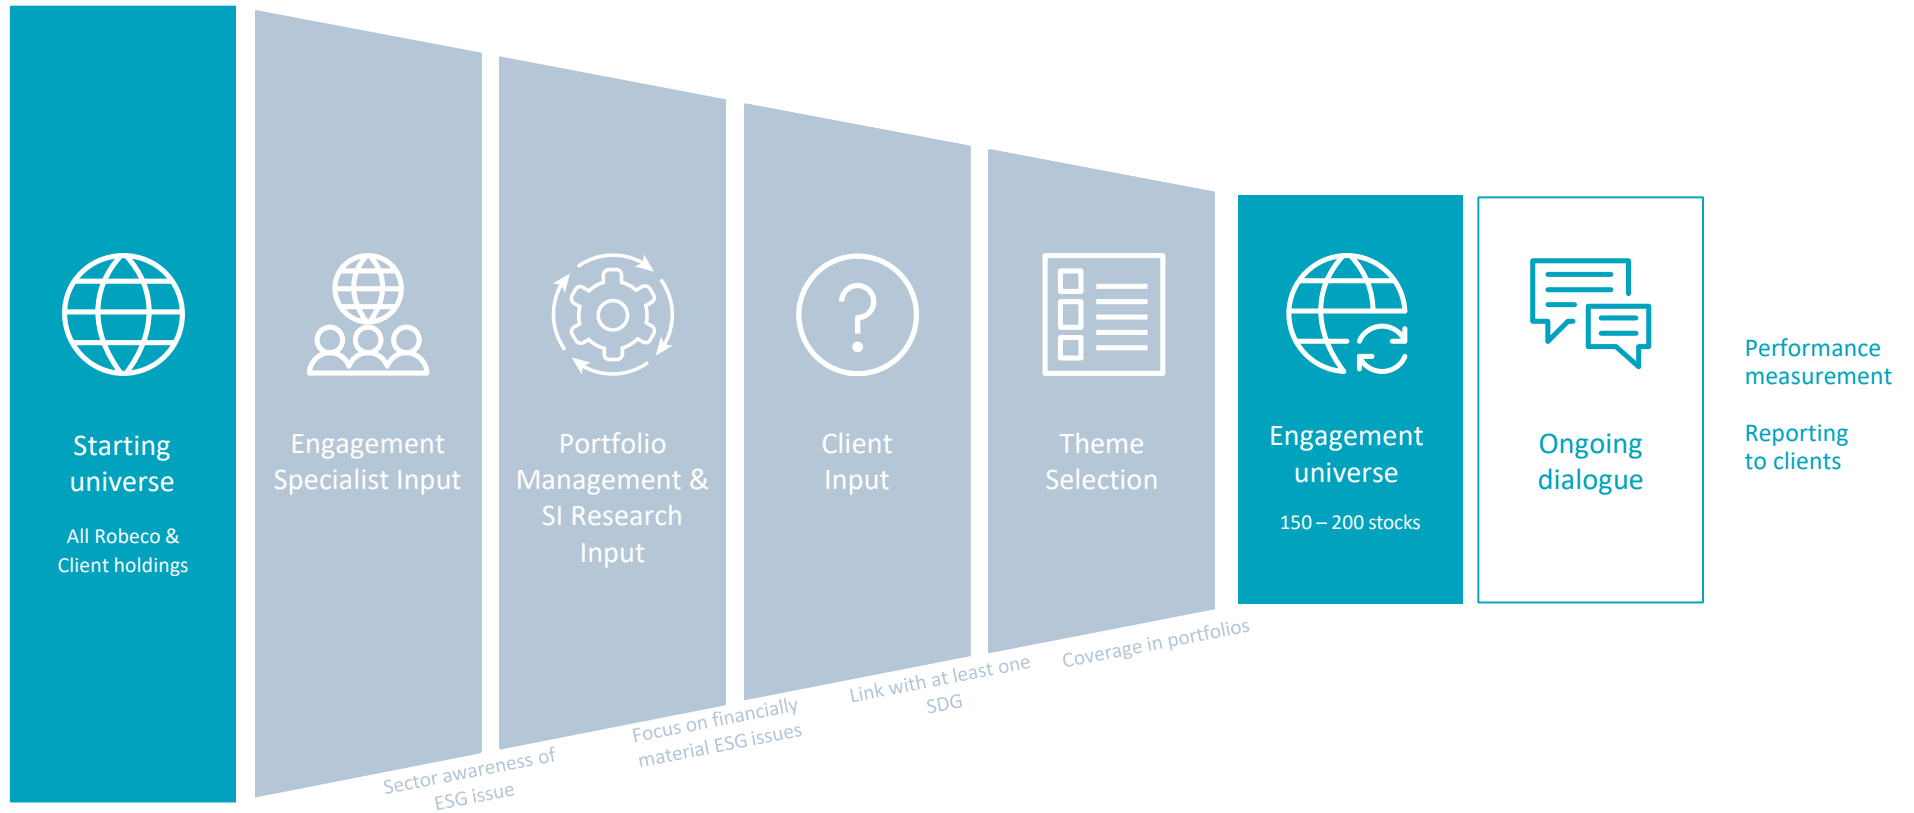 Starting
universe
All Robeco &
Client holdings
Engagement
Specialist Input
Portfolio
Management &
SI Research
Input
Client
Input
Theme
Selection
Engagement
universe
150 – 200 stocks
Ongoing
dialogue
Performance
measurement
Reporting
to clients
Sector awareness of
ESG issue
Focus on financially
material ESG issues
Link with at least one
SDG
Coverage in portfolios